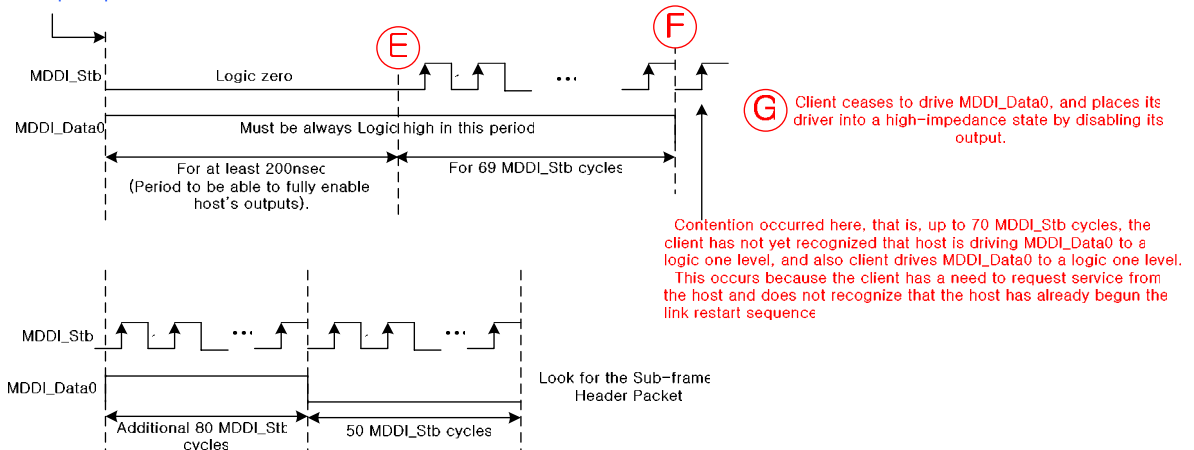 E
F
MDDI_Stb
Logic zero
...
G
Client ceases to drive MDDI_Data0, and places its
driver into a high-impedance state by disabling its
output.
MDDI_Data0
Must be always Logic high in this period
For at least 200nsec
(Period to be able to fully enable
host's outputs).
For 69 MDDI_Stb cycles
Contention occurred here, that is, up to 70 MDDI_Stb cycles, the
client has not yet recognized that host is driving MDDI_Data0 to a
logic one level, and also client drives MDDI_Data0 to a logic one level.
This occurs because the client has a need to request service from
the host and does not recognize that the host has already begun the
link restart sequence
MDDI_Stb
...
...
MDDI_Data0
Look for the Sub-frame
Header Packet
Additional 80 MDDI_Stb
cycles
50 MDDI_Stb cycles